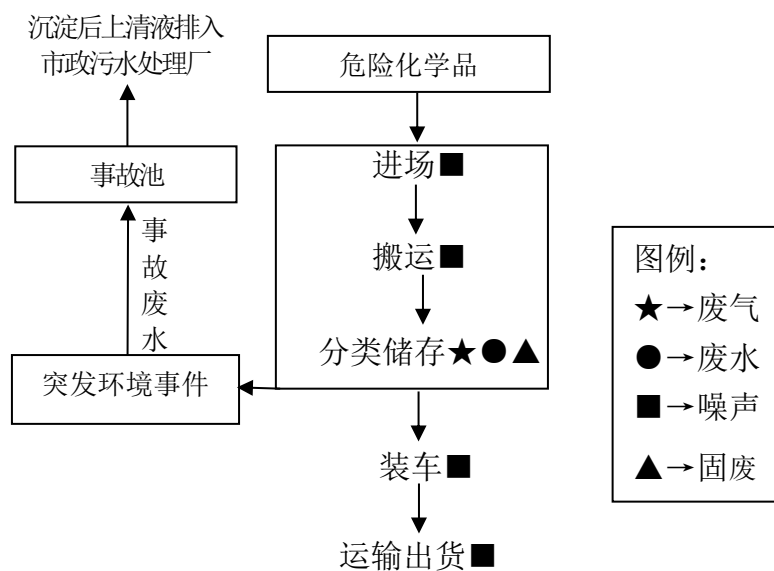 沉淀后上清液排入
市政污水处理厂
危险化学品
事故池
进场■
事故废水
搬运■
分类储存★●▲
突发环境事件
装车■
运输出货■
图例：
★→废气
●→废水
■→噪声
▲→固废